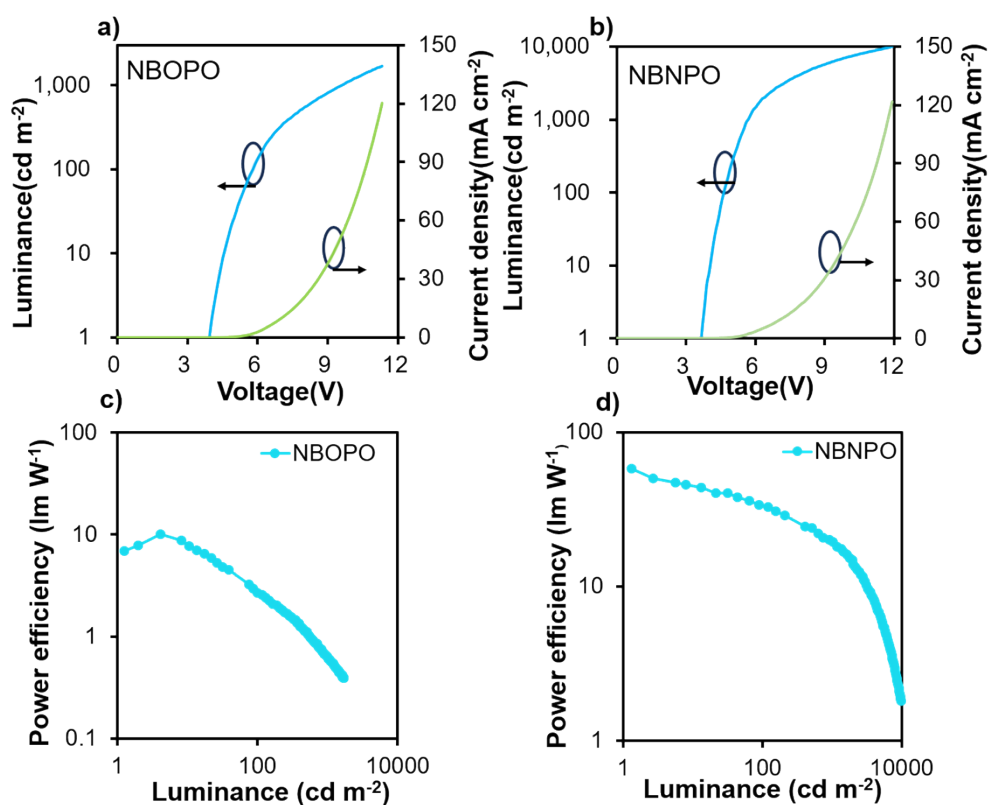 a)
NBOPO
Luminance(cd m-2)
1,000
100
10
1
Current density(mA cm-2)
150
120
90
60
30
0
0 3 6 9 12
Voltage(V)
b)
NBNPO
Luminance(cd m-2)
10,000
1,000
100
10
1
Current density(mA cm-2)
150
120
90
60
30
0
0 3 6 9 12
Voltage(V)
c)
NBOPO
Power efficiency (lm W-1)
100
10
1
0.1
1 100 10000
Luminance (cd m-2)
d)
NBNPO
Power efficiency (lm W-1)
100
10
1
1 100 10000
Luminance (cd m-2)